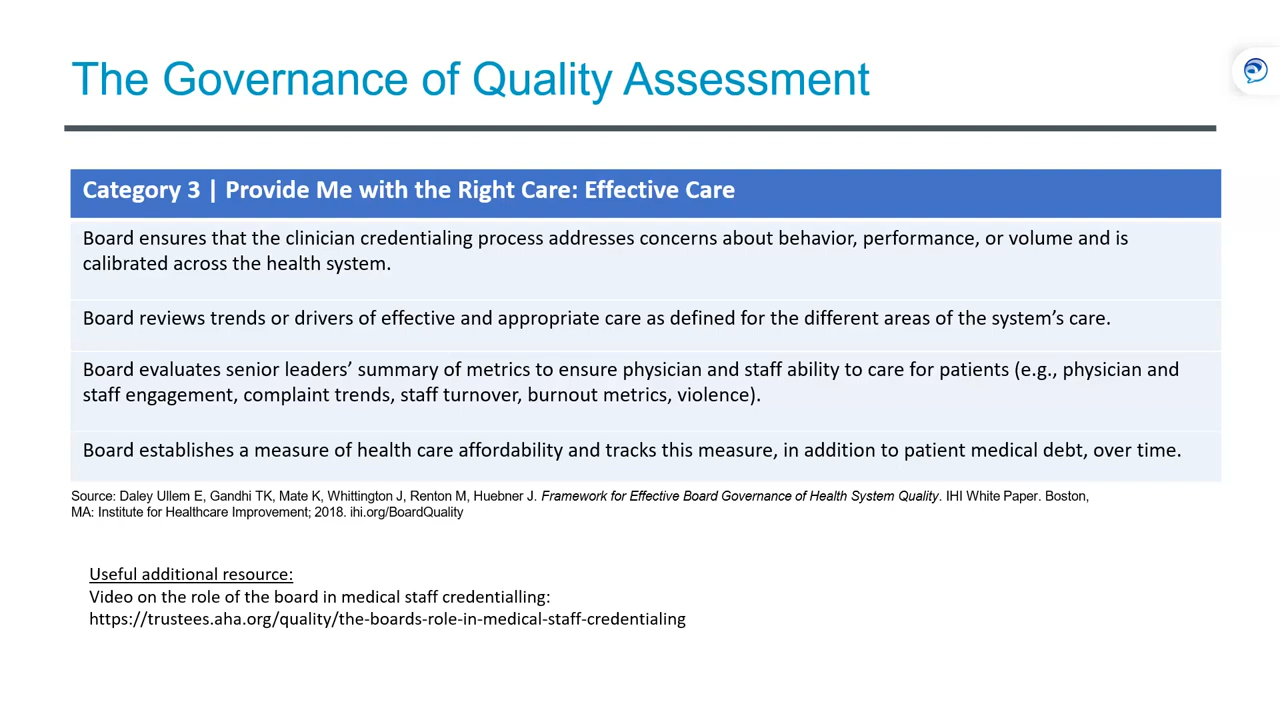 The Governance of Quality Assessment
Category 3 | Provide Me with the Right Care: Effective Care
Board ensures that the clinician credentialing process addresses concerns about behavior, performance, or volume and is
calibrated across the health system.
Board reviews trends or drivers of effective and appropriate care as defined for the different areas of the system’s care.
Board evaluates senior leaders’ summary of metrics to ensure physician and staff ability to care for patients (e.g., physician and
staff engagement, complaint trends, staff turnover, burnout metrics, violence).
Board establishes a measure of health care affordability and tracks this measure, in addition to patient medical debt, over time.
Source: Daley Ullem E, Gandhi TK, Mate K, Whittington J, Renton M, Huebner J. Framework for Effective Board Governance of Health System Quality. IHI White Paper. Boston,
MA: Institute for Healthcare Improvement; 2018. ihi.org/BoardQuality
Useful additional resource:
Video on the role of the board in medical staff credentialling:
https://trustees.aha.org/quality/the-boards-role-in-medical-staff-credentialing